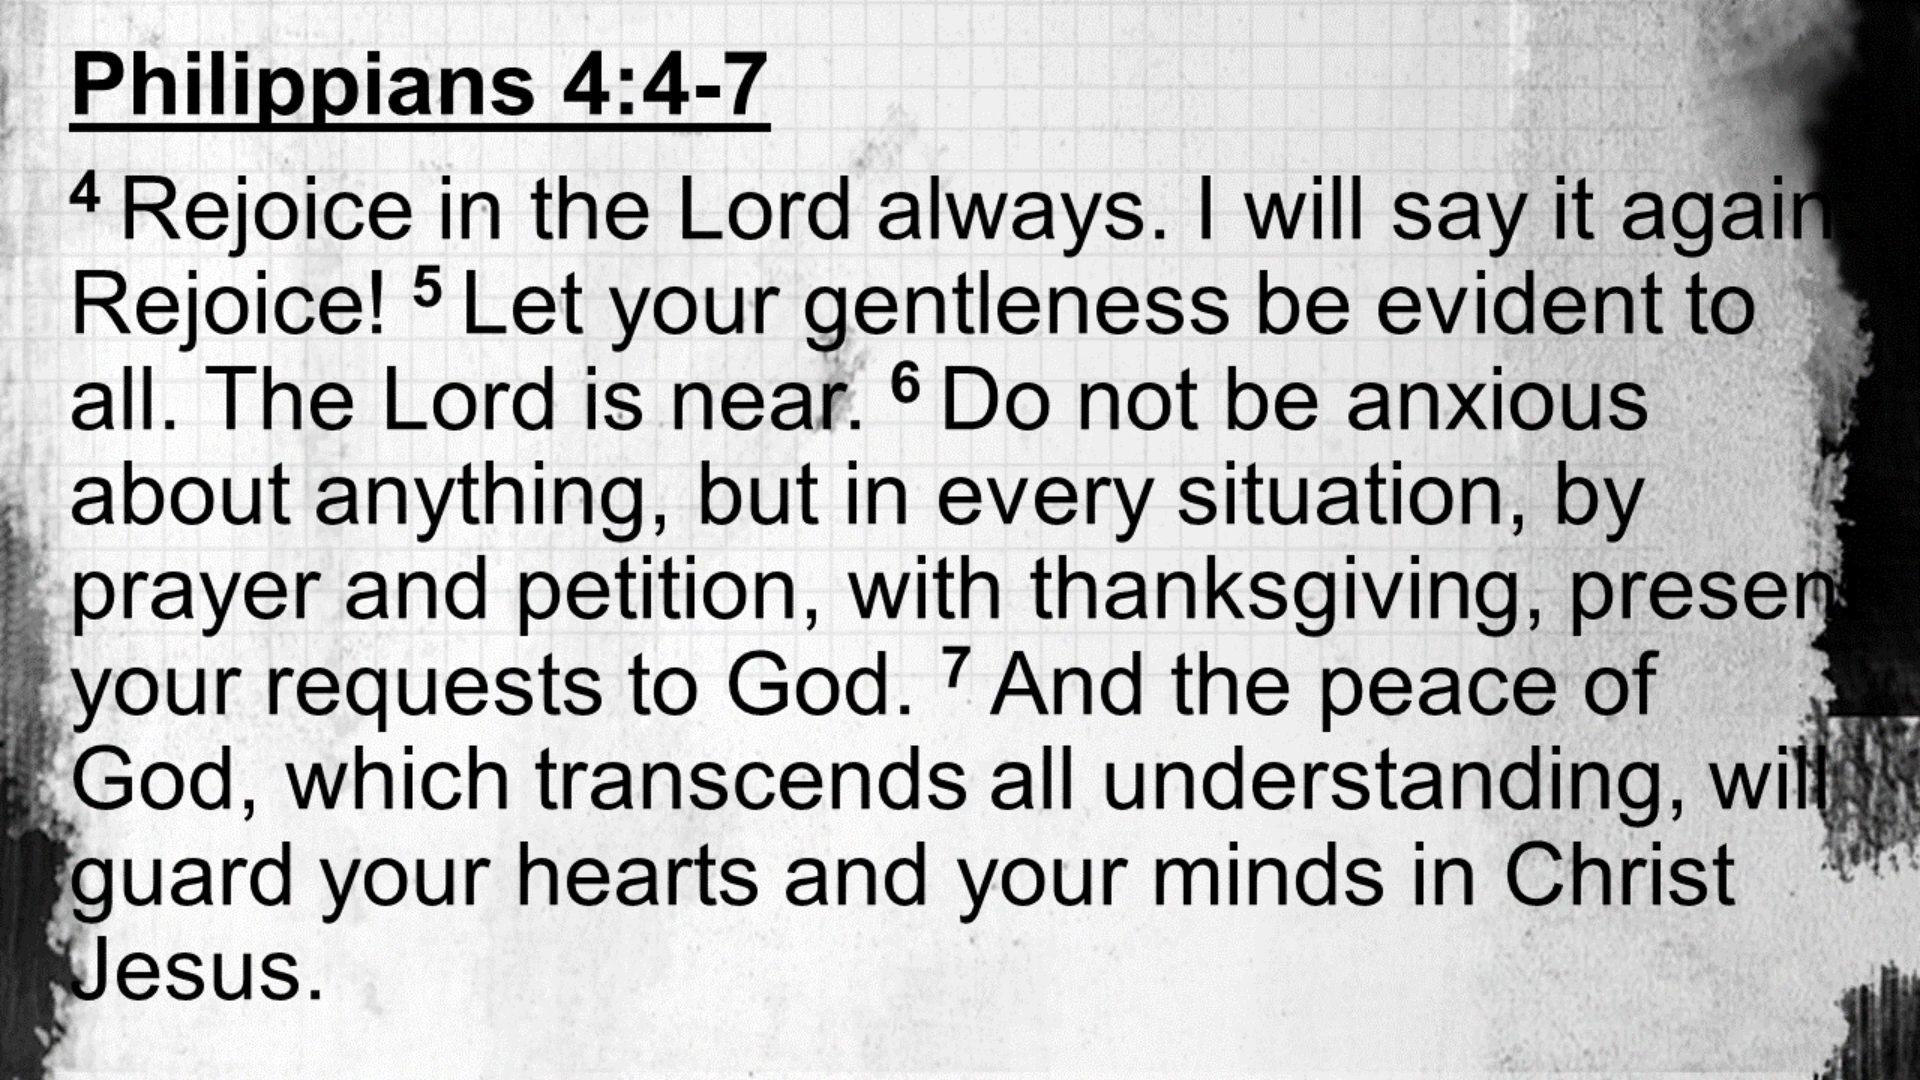 Philippians 4:4-7
4 Rejoice in the Lord always. I will say it again
Rejoice! 5 Let your gentleness be evident to
all. The Lord is near. 6 Do not be anxious
about anything, but in every situation, by
prayer and petition, with thanksgiving, presen
your requests to God. 7 And the peace of
God, which transcends all understanding, will
guard your hearts and your minds in Christ
Jesus.